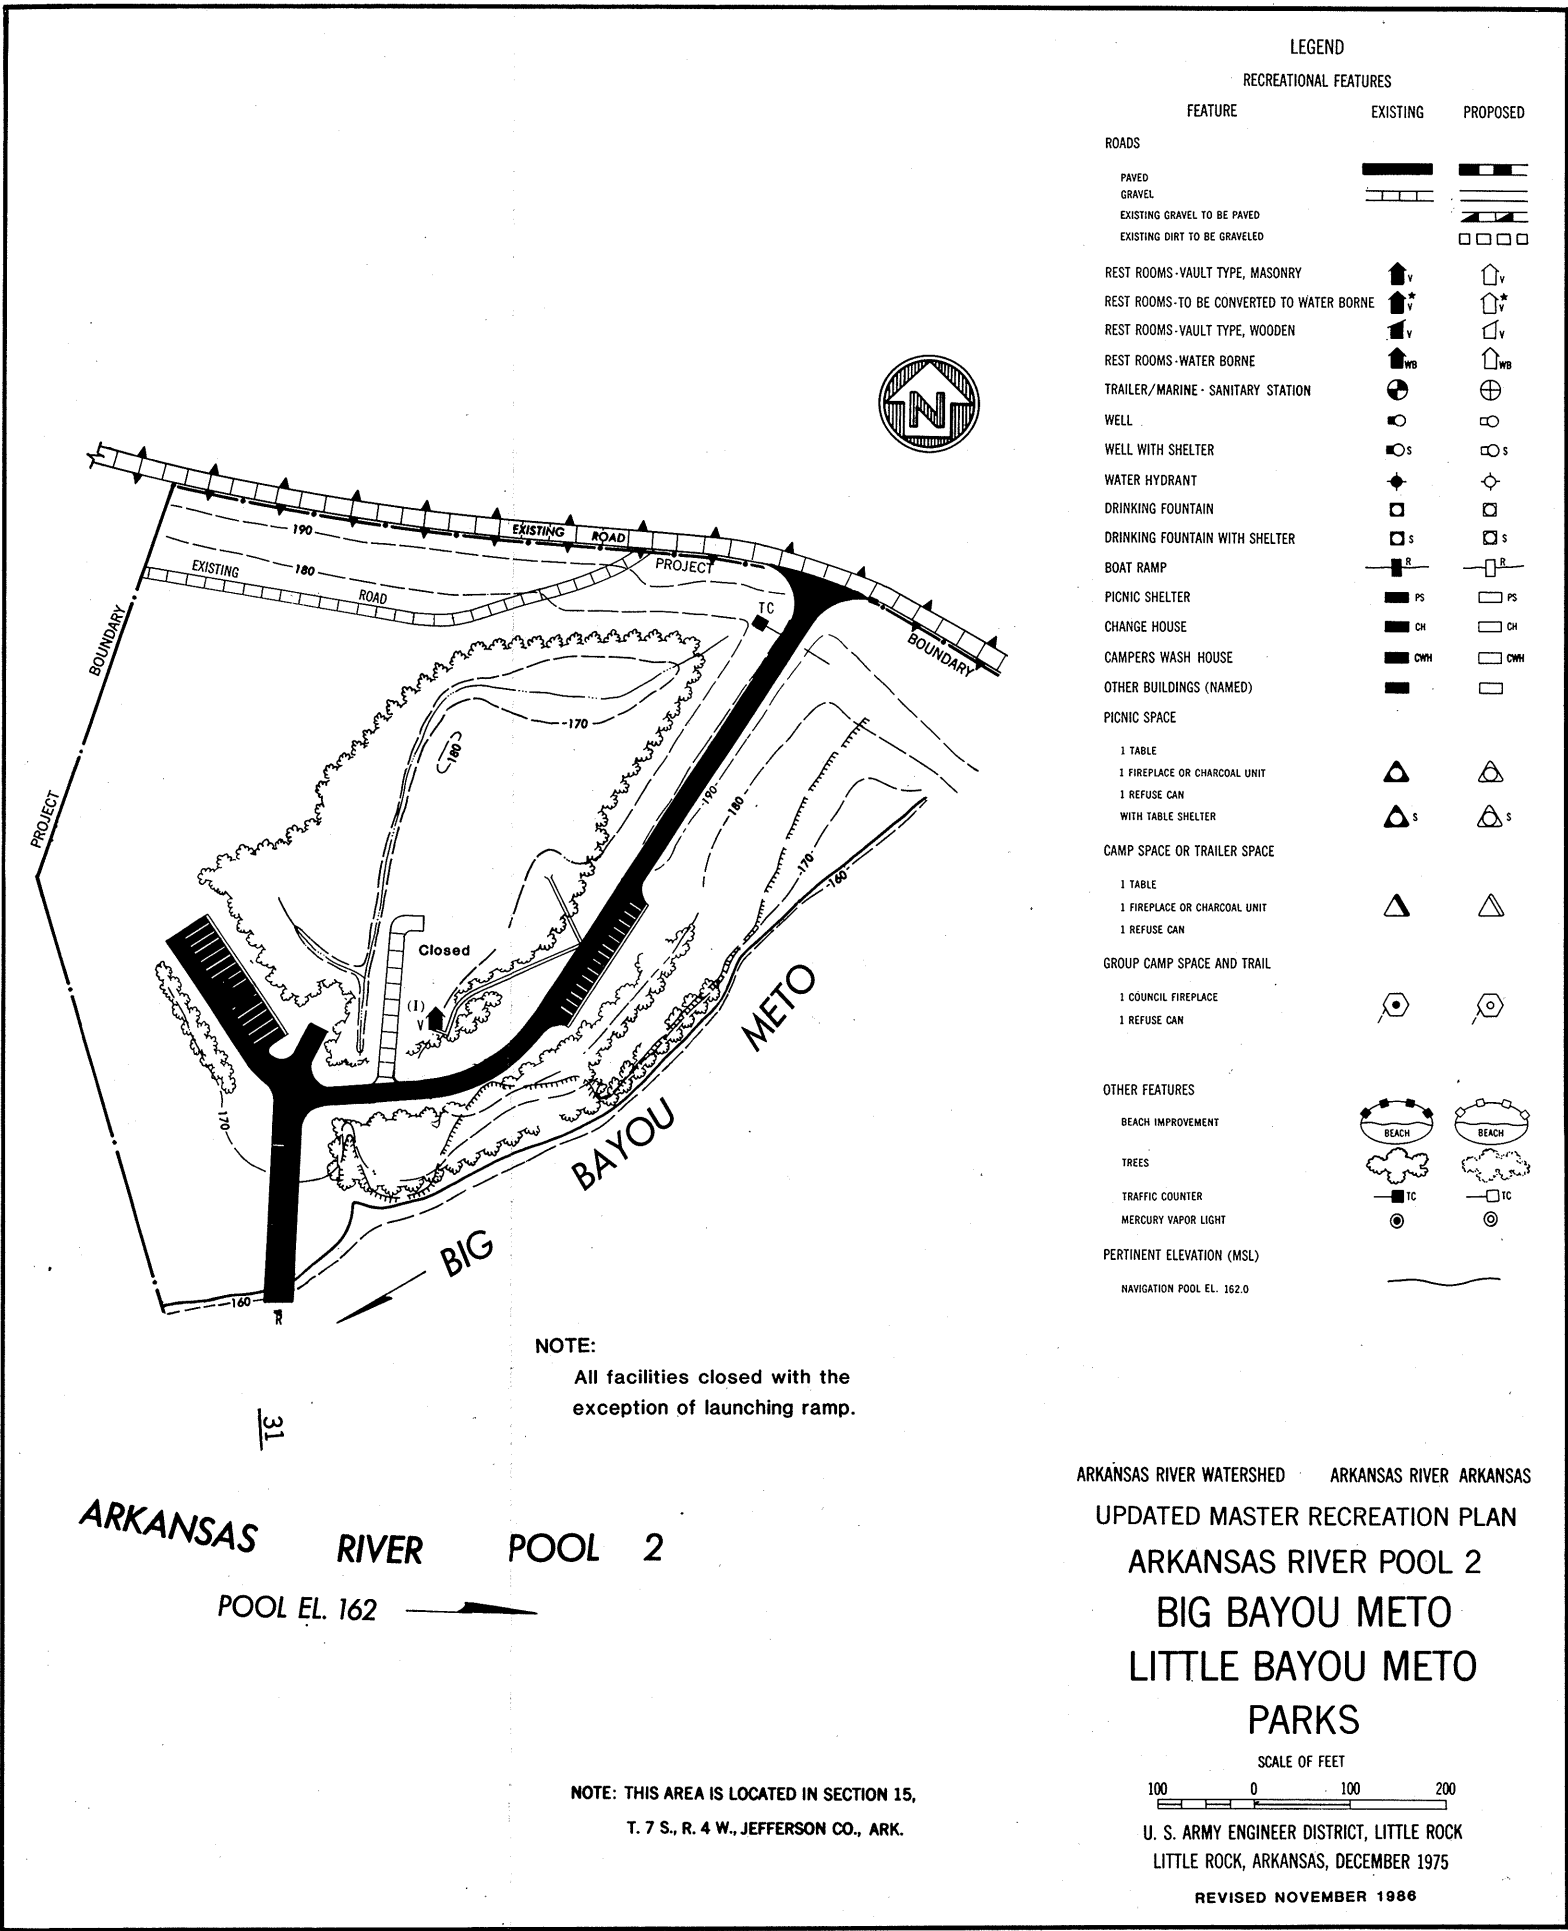 LEGEND
RECREATIONAL FEATURES
FEATURE EXISTING PROPOSED
ROADS
PAVED
GRAVEL
EXISTING GRAVEL TO BE PAVED
EXISTING DIRT TO BE GRAVELED
REST ROOMS-VAULT TYPE, MASONRY V V
REST ROOMS-TO BE CONVERTED TO WATER BORNE V V
REST ROOMS-VAULT TYPE, WOODEN V V
REST ROOMS-WATER BORNE WB WB
TRAILER/MARINE - SANITARY STATION
WELL
WELL WITH SHELTER S S
WATER HYDRANT
DRINKING FOUNTAIN
DRINKING FOUNTAIN WITH SHELTER S S
BOAT RAMP R R
PICNIC SHELTER PS PS
CHANGE HOUSE CH CH
CAMPERS WASH HOUSE CWH CWH
OTHER BUILDINGS (NAMED)
PICNIC SPACE
1 TABLE
1 FIREPLACE OR CHARCOAL UNIT
1 REFUSE CAN
WITH TABLE SHELTER S S
CAMP SPACE OR TRAILER SPACE
1 TABLE
1 FIREPLACE OR CHARCOAL UNIT
1 REFUSE CAN
GROUP CAMP SPACE AND TRAIL
1 COUNCIL FIREPLACE
1 REFUSE CAN
OTHER FEATURES
BEACH IMPROVEMENT BEACH BEACH
TREES
TRAFFIC COUNTER TC TC
MERCURY VAPOR LIGHT
PERTINENT ELEVATION (MSL)
NAVIGATION POOL EL. 162.0
N
EXISTING ROAD
190
180
EXISTING ROAD
PROJECT BOUNDARY
TC
PROJECT BOUNDARY
170
180
190
180
170
160
Closed
(1)
V
170
160
R
BIG BAYOU METO
NOTE:
All facilities closed with the
exception of launching ramp.
31
ARKANSAS RIVER POOL 2
POOL EL. 162
NOTE: THIS AREA IS LOCATED IN SECTION 15,
T. 7 S., R. 4 W., JEFFERSON CO., ARK.
ARKANSAS RIVER WATERSHED ARKANSAS RIVER ARKANSAS
UPDATED MASTER RECREATION PLAN
ARKANSAS RIVER POOL 2
BIG BAYOU METO
LITTLE BAYOU METO
PARKS
SCALE OF FEET
100 0 100 200
U. S. ARMY ENGINEER DISTRICT, LITTLE ROCK
LITTLE ROCK, ARKANSAS, DECEMBER 1975
REVISED NOVEMBER 1986